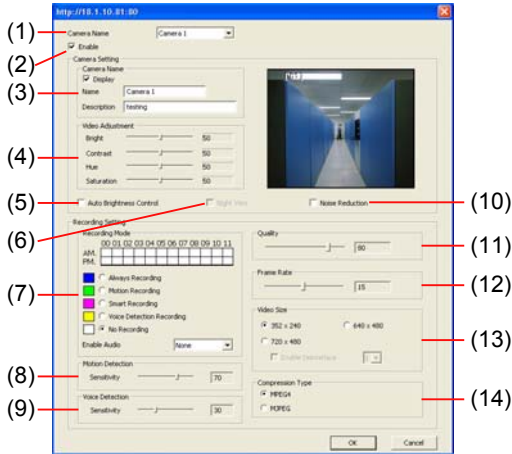 http://18.1.10.81:80
(1) Camera Name Camera 1
(2) Enable
Camera Setting
Camera Name
Display
(3) Name Camera 1
Description testing
Video Adjustment
Bright 50
(4) Contrast 50
Hue 50
Saturation 50
(5) Auto Brightness Control
(6) Night View
Noise Reduction (10)
Recording Setting
Recording Mode
00 01 02 03 04 05 06 07 08 09 10 11
AM.
PM.
(7)
Always Recording
Motion Recording
Smart Recording
Voice Detection Recording
No Recording
Enable Audio None
Motion Detection
(8) Sensitivity 70
Voice Detection
(9) Sensitivity 30
Quality
80 (11)
Frame Rate
15 (12)
Video Size
352 x 240 640 x 480
720 x 480 (13)
Enable Deinterlace
Compression Type
MPEG4 (14)
MJPEG
OK Cancel